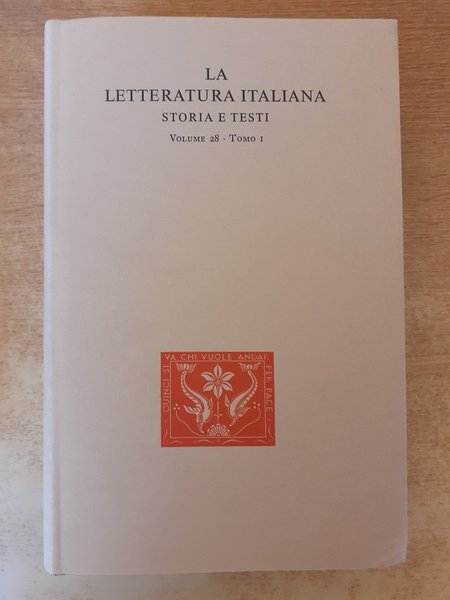 LA
LETTERATURA ITALIANA
STORIA E TESTI
VOLUME 28 · TOMO I
QUINCI SI VA CHI VUOLE ANDAR PER PACE